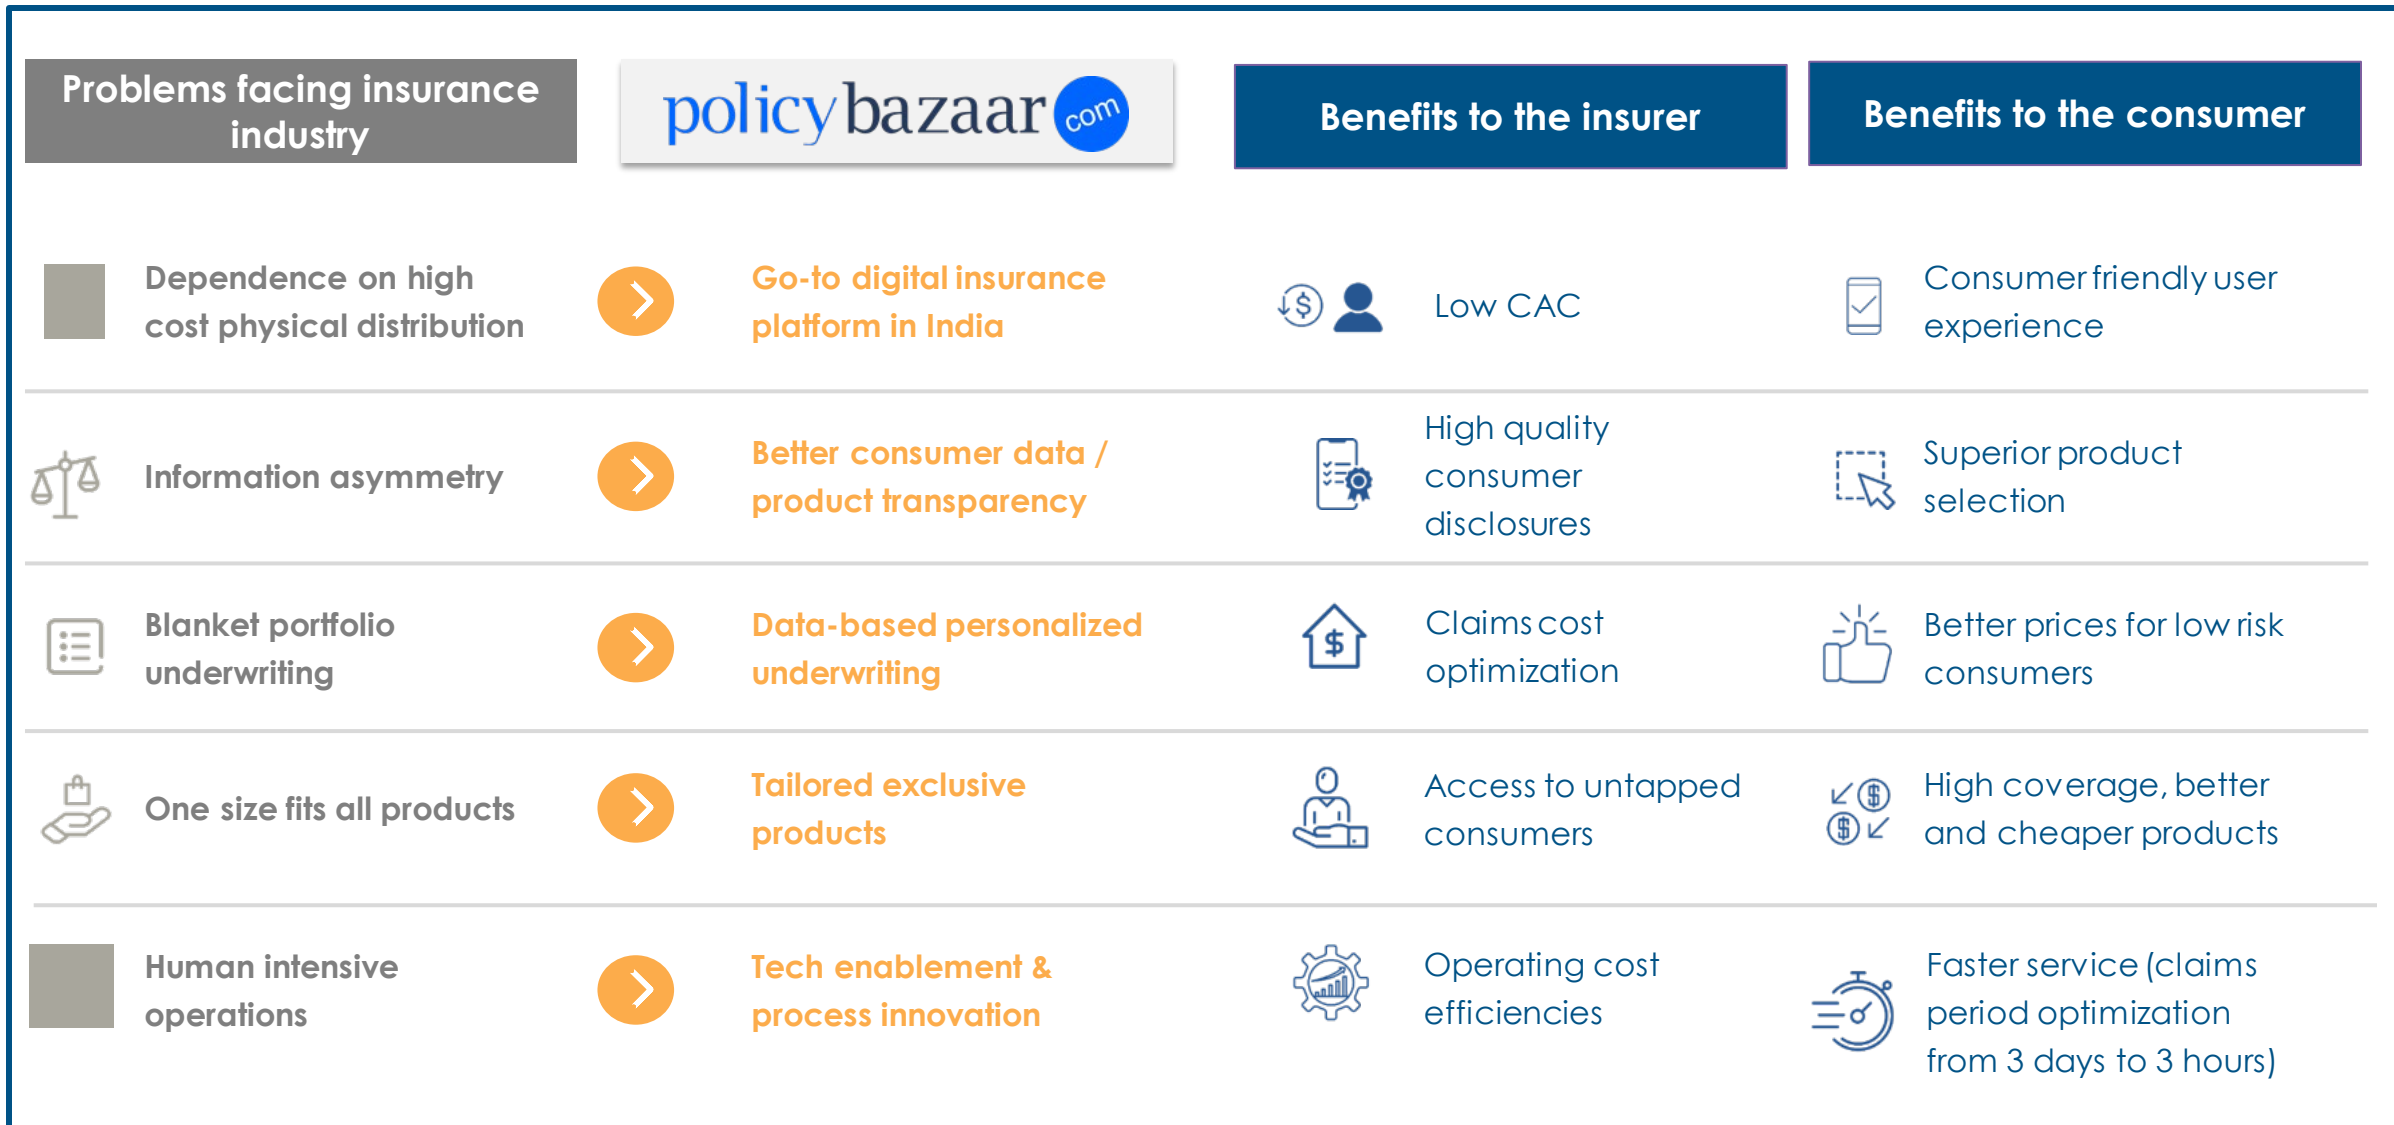 Problems facing insurance
industry
policybazaar com
Benefits to the insurer
Benefits to the consumer
Dependence on high
cost physical distribution
Go-to digital insurance
platform in India
Low CAC
Consumer friendly user
experience
Information asymmetry
Better consumer data /
product transparency
High quality
consumer
disclosures
Superior product
selection
Blanket portfolio
underwriting
Data-based personalized
underwriting
Claims cost
optimization
Better prices for low risk
consumers
One size fits all products
Tailored exclusive
products
Access to untapped
consumers
High coverage, better
and cheaper products
Human intensive
operations
Tech enablement &
process innovation
Operating cost
efficiencies
Faster service (claims
period optimization
from 3 days to 3 hours)